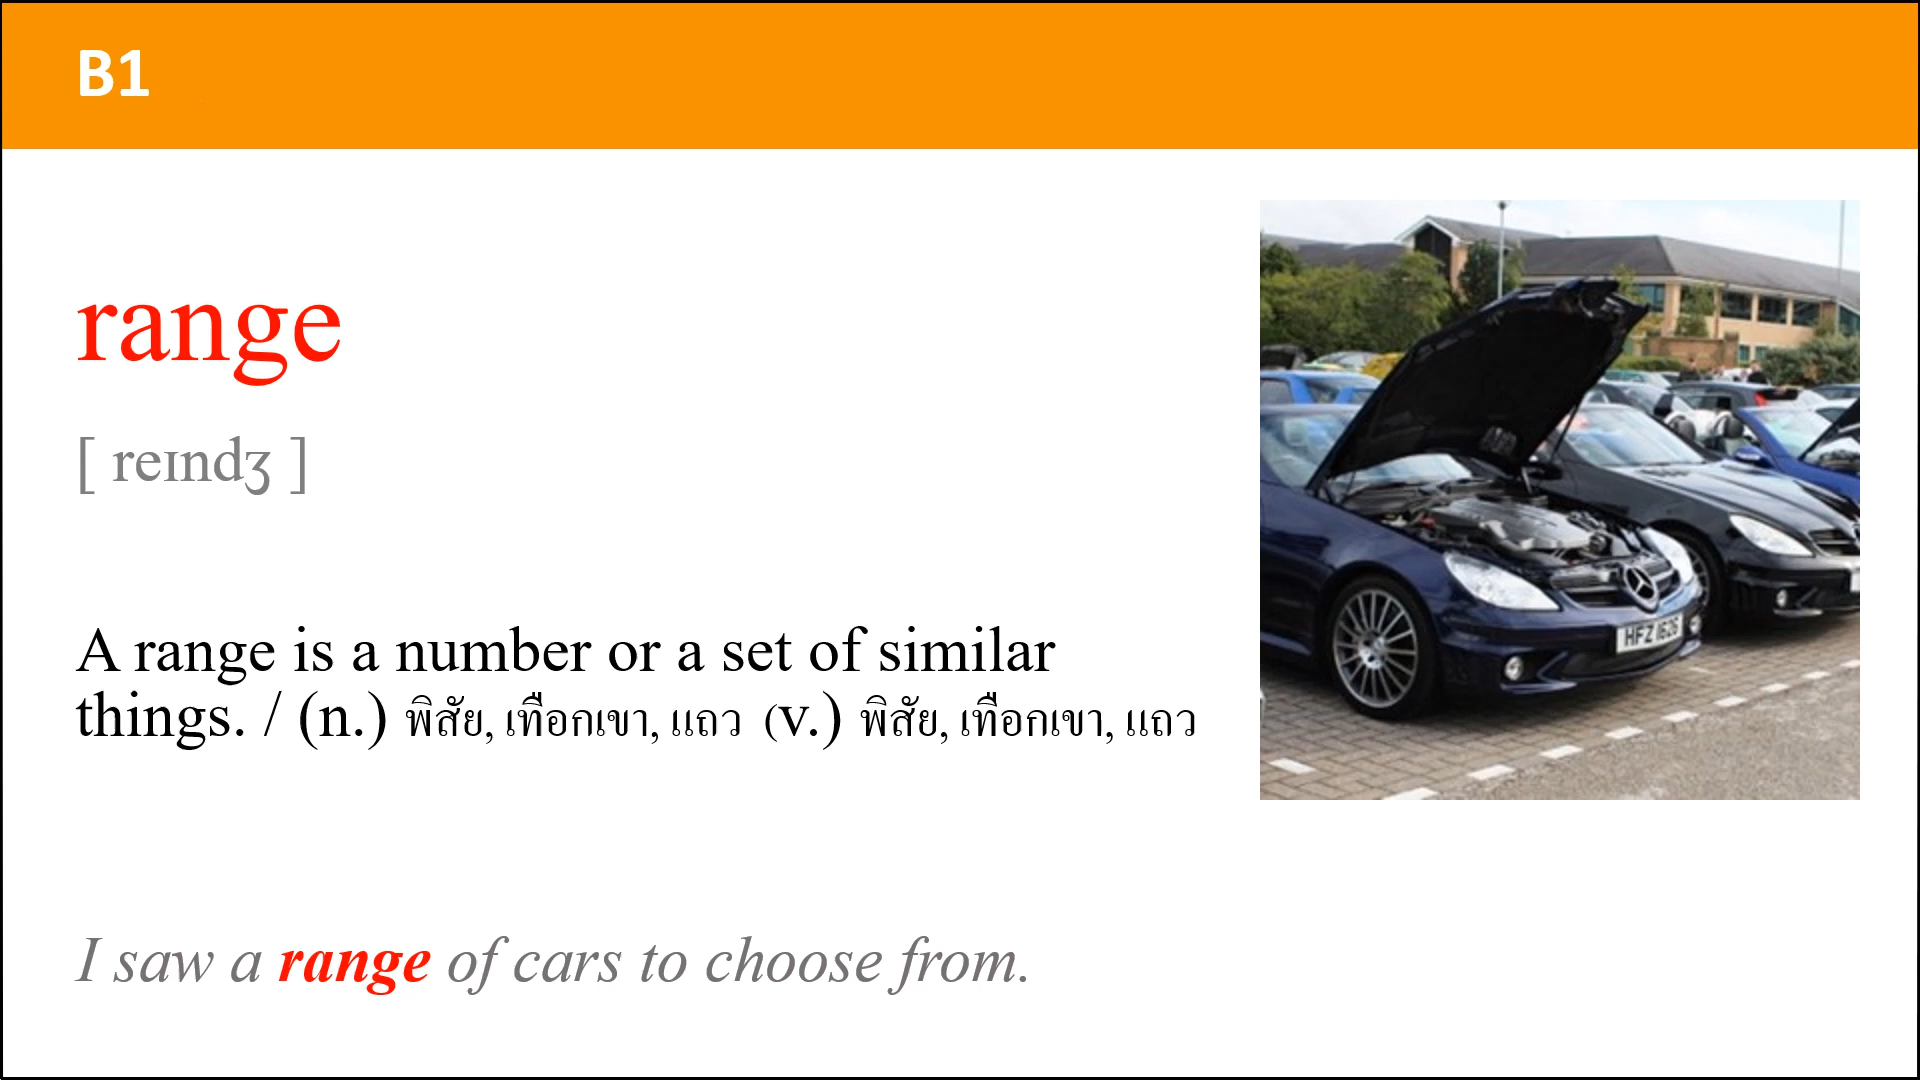 B1
range
[ reɪndʒ ]
A range is a number or a set of similar
things. / (n.) พิสัย, เทือกเขา, แถว (v.) พิสัย, เทือกเขา, แถว
HFZ 1626
I saw a range of cars to choose from.